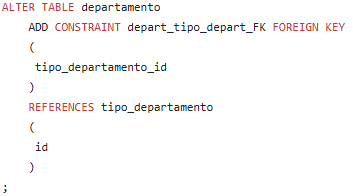 ALTER TABLE departamento
ADD CONSTRAINT depart_tipo_depart_FK FOREIGN KEY
(
tipo_departamento_id
)
REFERENCES tipo_departamento
(
id
)
;